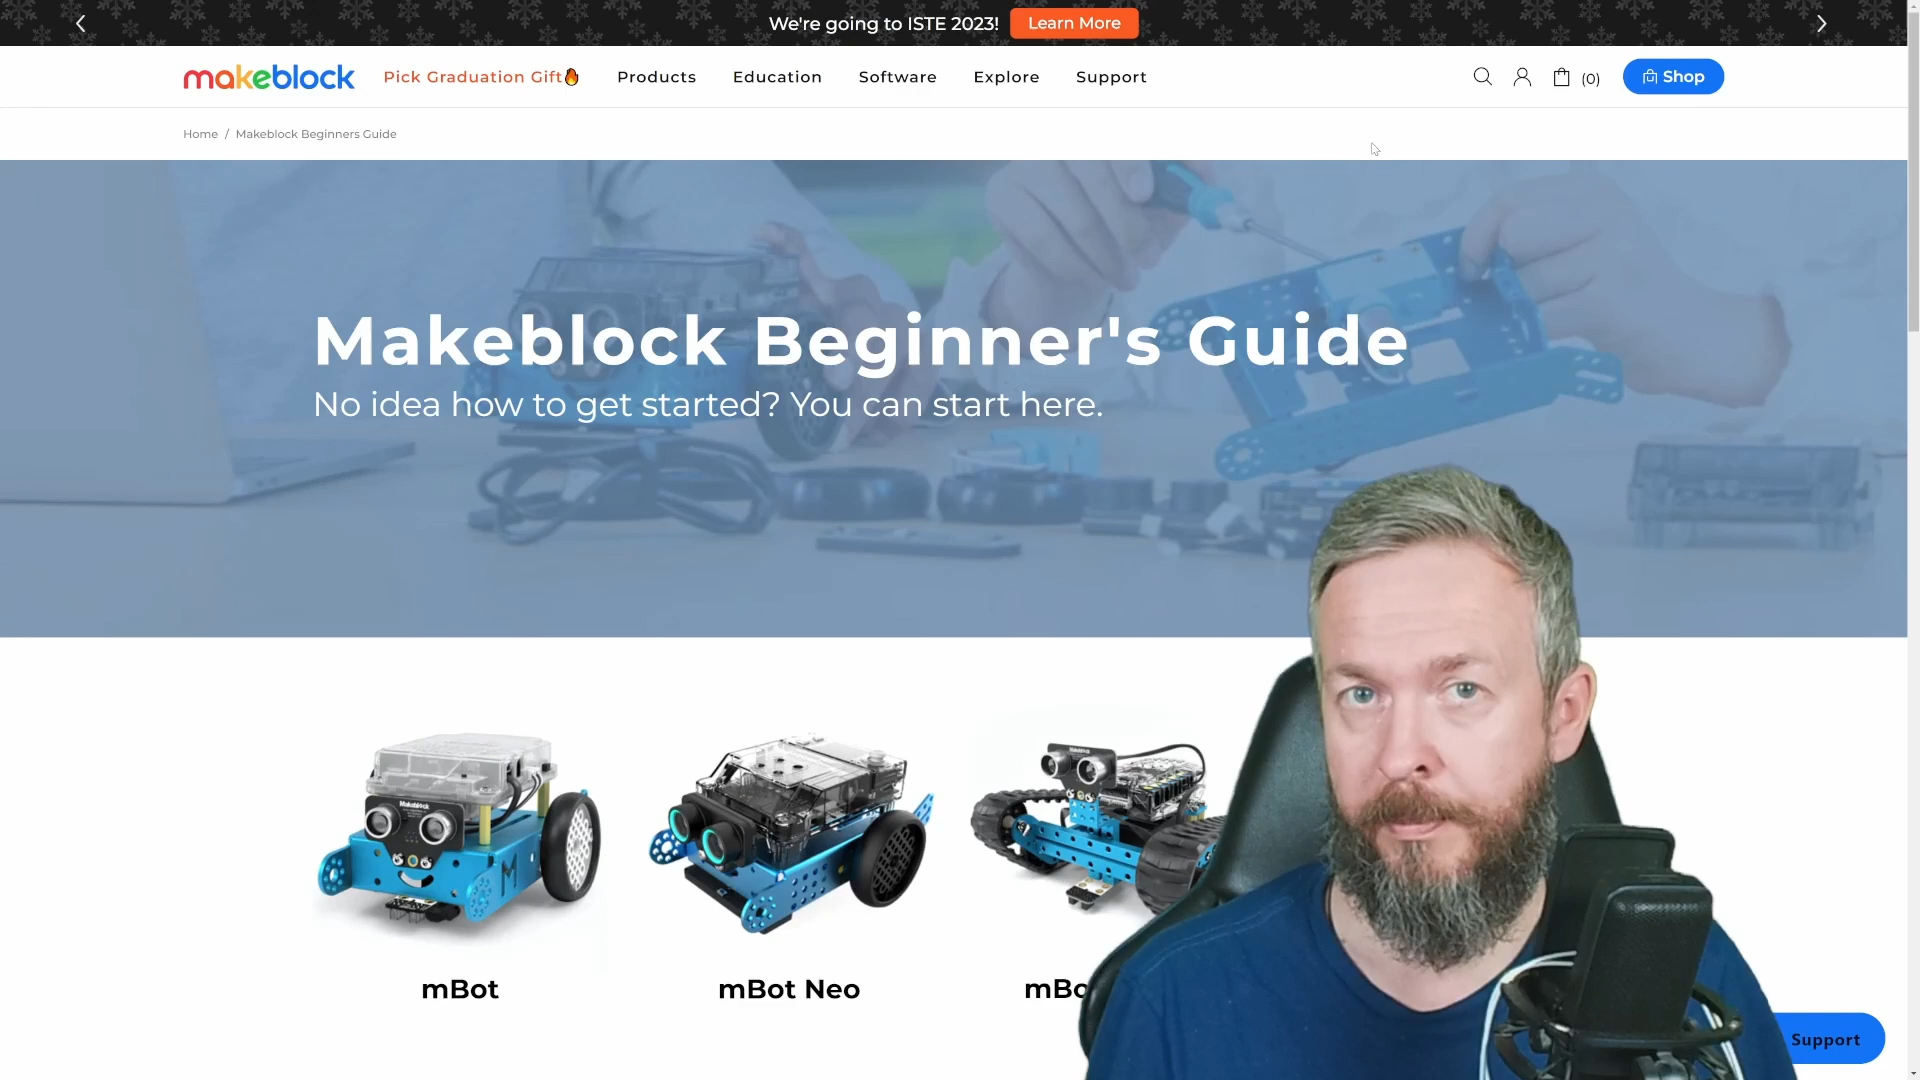 We're going to ISTE 2023! Learn More
makeblock Pick Graduation Gift Products Education Software Explore Support (0) Shop
Home / Makeblock Beginners Guide
Makeblock Beginner's Guide
No idea how to get started? You can start here.
Makeblock
mBot mBot Neo
Support